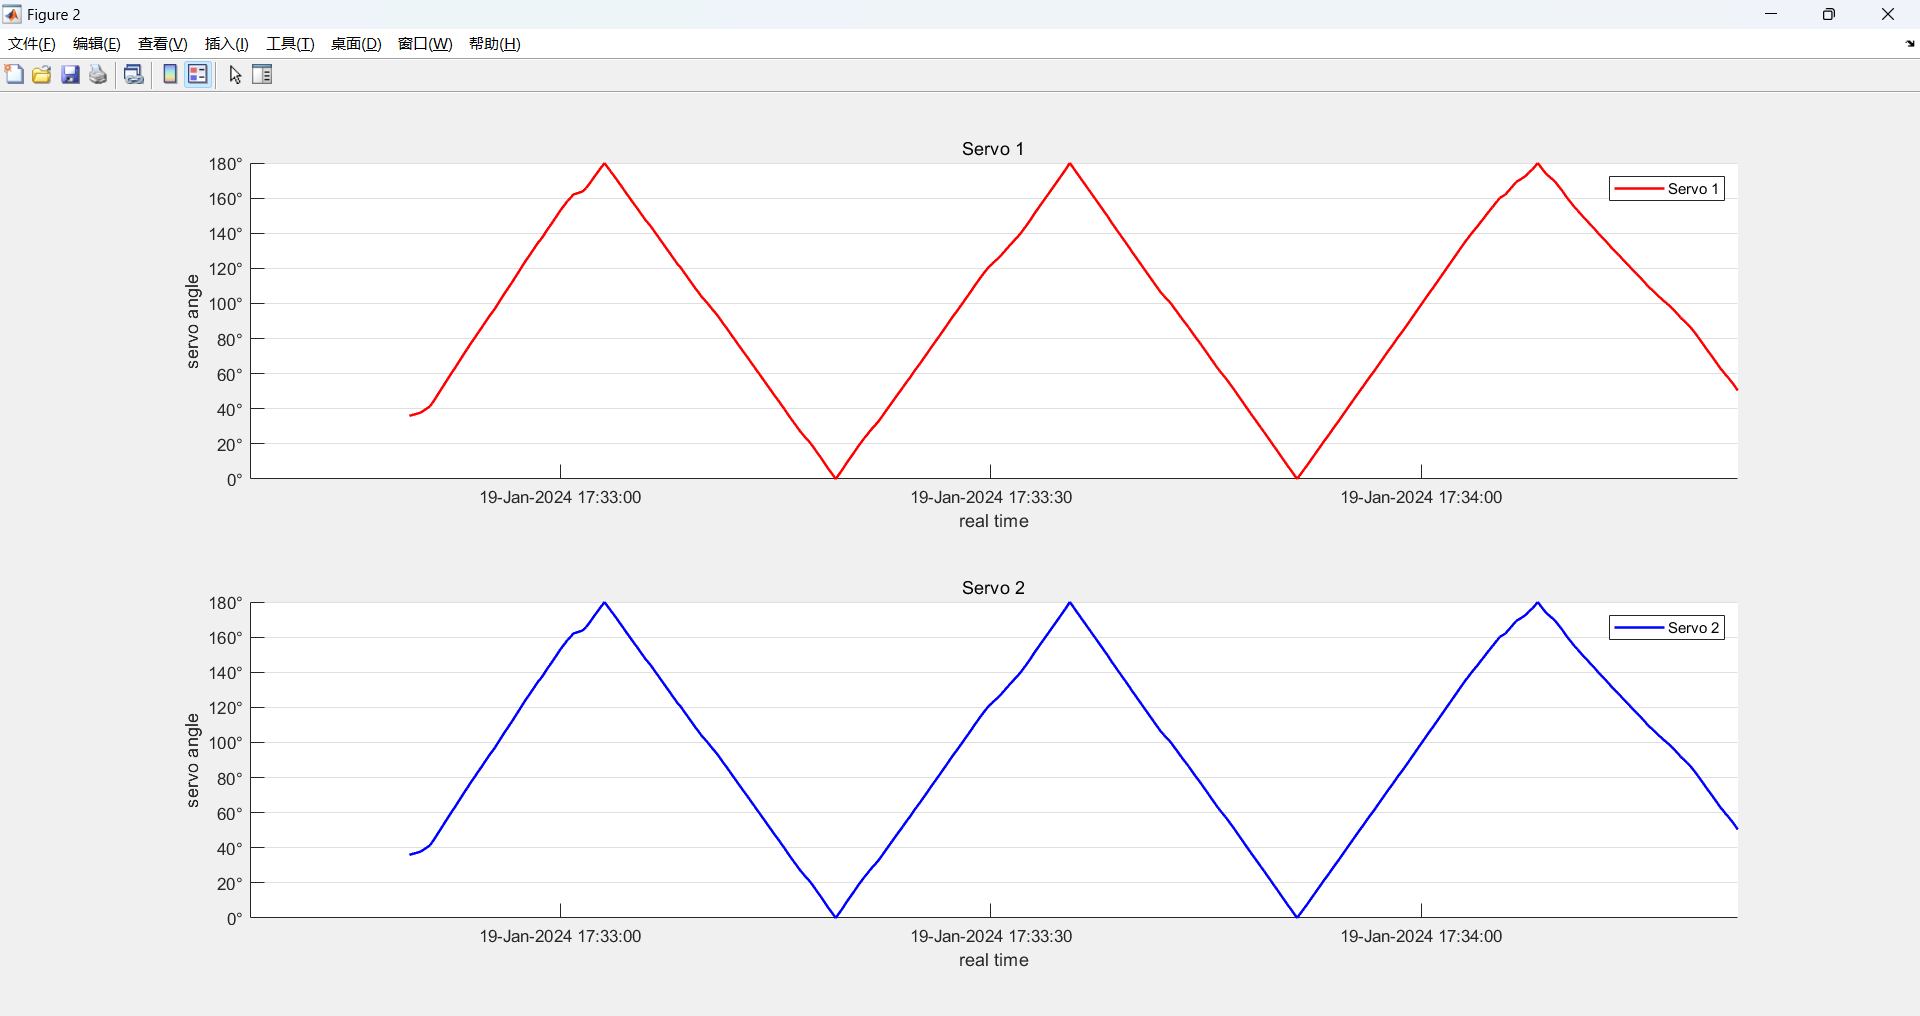 Figure 2
文件(F) 编辑(E) 查看(V) 插入(I) 工具(T) 桌面(D) 窗口(W) 帮助(H)
Servo 1
180°
160°
140°
120°
100°
80°
60°
40°
20°
0°
servo angle
Servo 1
19-Jan-2024 17:33:00 19-Jan-2024 17:33:30 19-Jan-2024 17:34:00
real time
Servo 2
180°
160°
140°
120°
100°
80°
60°
40°
20°
0°
servo angle
Servo 2
19-Jan-2024 17:33:00 19-Jan-2024 17:33:30 19-Jan-2024 17:34:00
real time